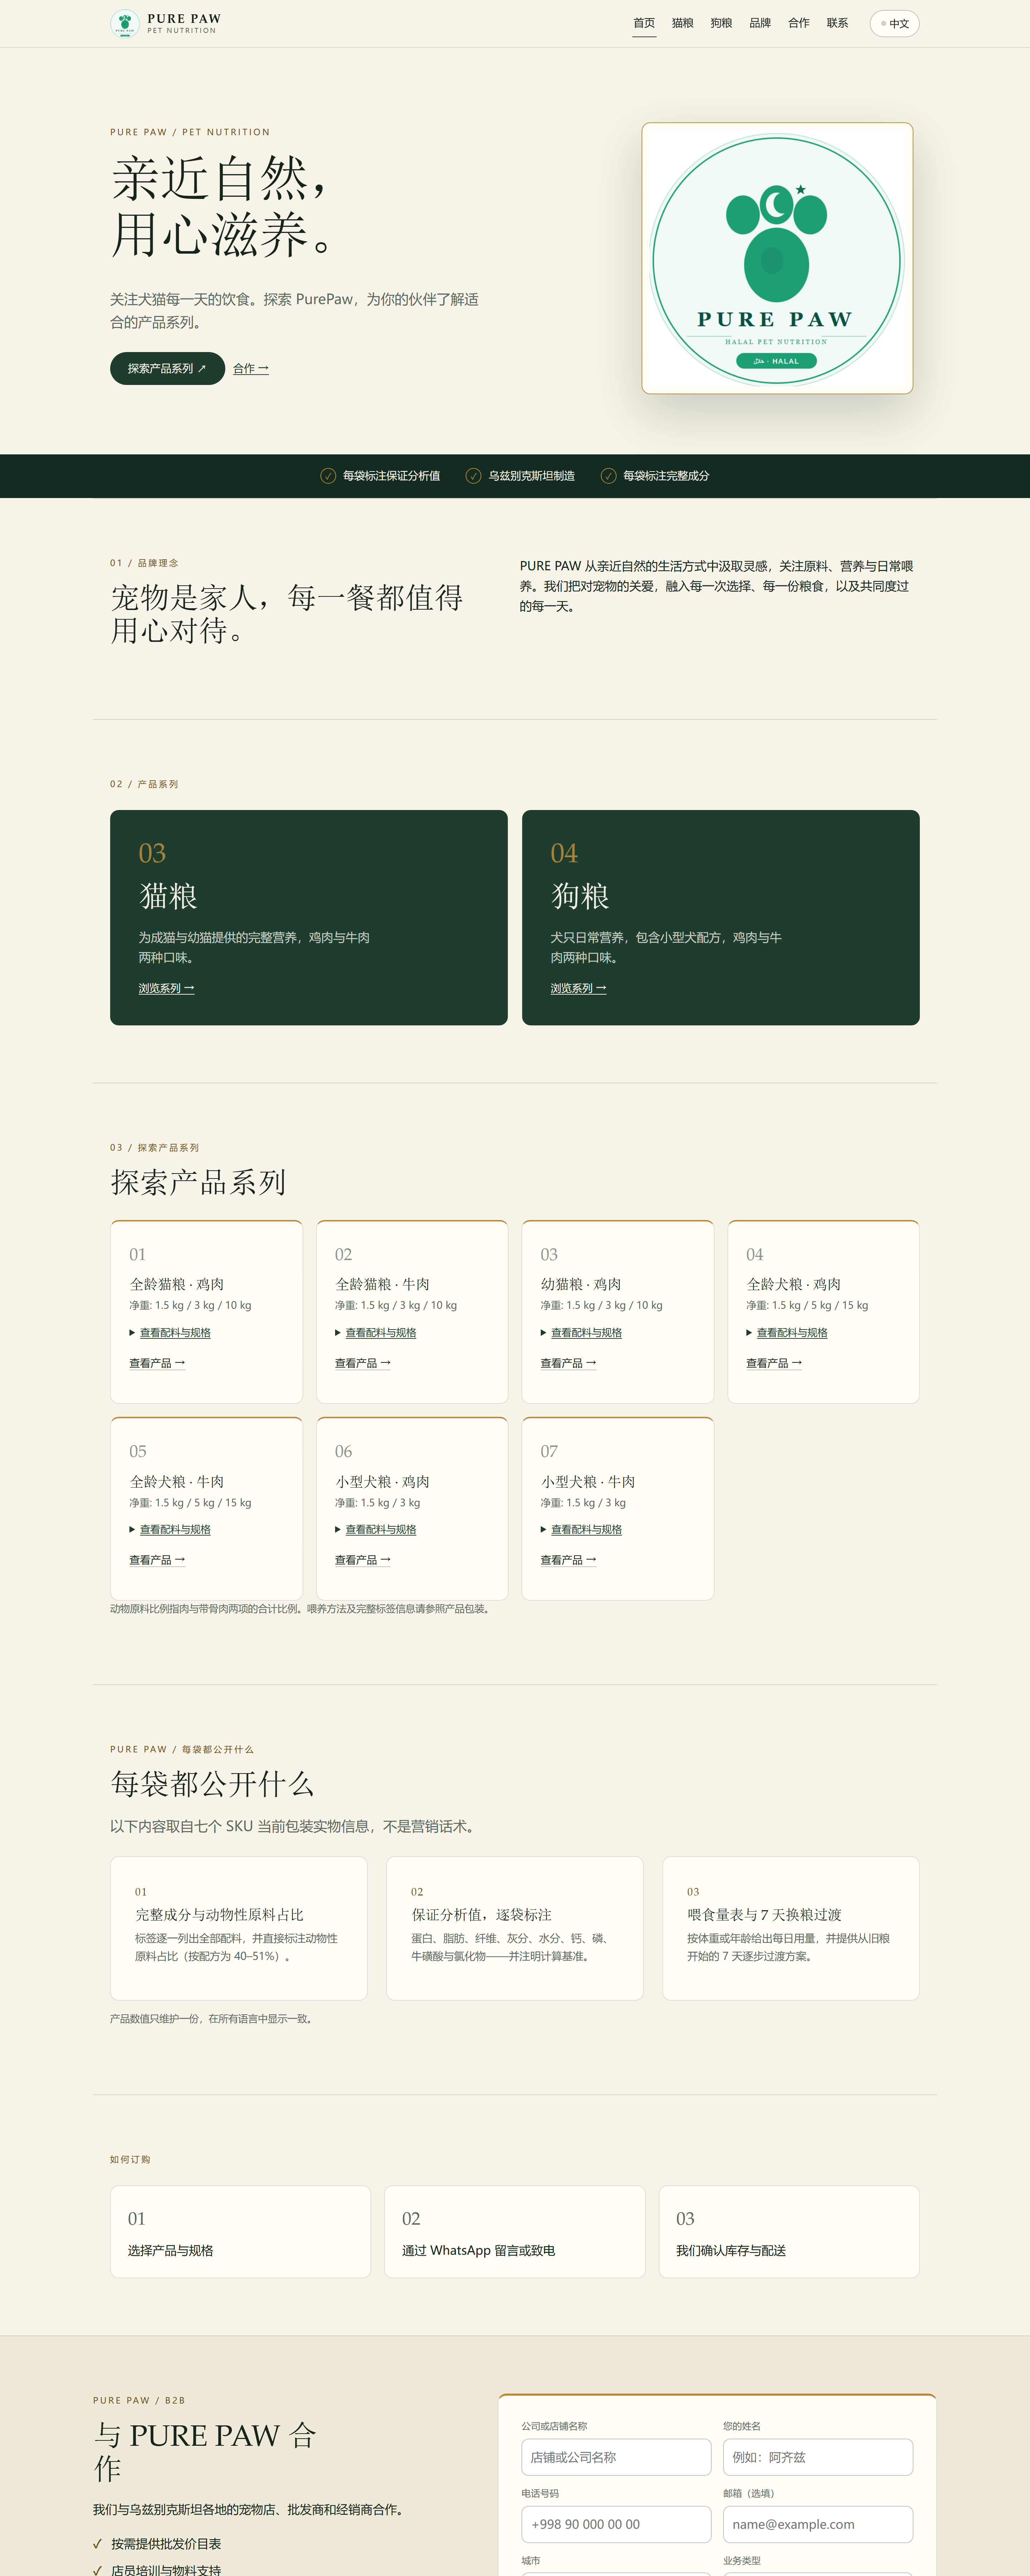 PURE PAW
PET NUTRITION
首页 猫粮 狗粮 品牌 合作 联系 中文
PURE PAW / PET NUTRITION
亲近自然，
用心滋养。
关注犬猫每一天的饮食。探索 PurePaw，为你的伙伴了解适
合的产品系列。
探索产品系列 ↗ 合作 →
PURE PAW
HALAL PET NUTRITION
حلال · HALAL
✓ 每袋标注保证分析值 ✓ 乌兹别克斯坦制造 ✓ 每袋标注完整成分
01 / 品牌理念
宠物是家人，每一餐都值得
用心对待。
PURE PAW 从亲近自然的生活方式中汲取灵感，关注原料、营养与日常喂
养。我们把对宠物的关爱，融入每一次选择、每一份粮食，以及共同度过
的每一天。
02 / 产品系列
03
猫粮
为成猫与幼猫提供的完整营养，鸡肉与牛肉
两种口味。
浏览系列 →
04
狗粮
犬只日常营养，包含小型犬配方，鸡肉与牛
肉两种口味。
浏览系列 →
03 / 探索产品系列
探索产品系列
01
全龄猫粮 · 鸡肉
净重: 1.5 kg / 3 kg / 10 kg
▶ 查看配料与规格
查看产品 →
02
全龄猫粮 · 牛肉
净重: 1.5 kg / 3 kg / 10 kg
▶ 查看配料与规格
查看产品 →
03
幼猫粮 · 鸡肉
净重: 1.5 kg / 3 kg / 10 kg
▶ 查看配料与规格
查看产品 →
04
全龄犬粮 · 鸡肉
净重: 1.5 kg / 5 kg / 15 kg
▶ 查看配料与规格
查看产品 →
05
全龄犬粮 · 牛肉
净重: 1.5 kg / 5 kg / 15 kg
▶ 查看配料与规格
查看产品 →
06
小型犬粮 · 鸡肉
净重: 1.5 kg / 3 kg
▶ 查看配料与规格
查看产品 →
07
小型犬粮 · 牛肉
净重: 1.5 kg / 3 kg
▶ 查看配料与规格
查看产品 →
动物原料比例指肉与带骨肉两项的合计比例。喂养方法及完整标签信息请参照产品包装。
PURE PAW / 每袋都公开什么
每袋都公开什么
以下内容取自七个 SKU 当前包装实物信息，不是营销话术。
01
完整成分与动物性原料占比
标签逐一列出全部配料，并直接标注动物性
原料占比（按配方为 40–51%）。
02
保证分析值，逐袋标注
蛋白、脂肪、纤维、灰分、水分、钙、磷、
牛磺酸与氯化物——并注明计算基准。
03
喂食量表与 7 天换粮过渡
按体重或年龄给出每日用量，并提供从旧粮
开始的 7 天逐步过渡方案。
产品数值只维护一份，在所有语言中显示一致。
如何订购
01
选择产品与规格
02
通过 WhatsApp 留言或致电
03
我们确认库存与配送
PURE PAW / B2B
与 PURE PAW 合
作
我们与乌兹别克斯坦各地的宠物店、批发商和经销商合作。
✓ 按需提供批发价目表
✓ 店员培训与物料支持
公司或店铺名称
店铺或公司名称
您的姓名
例如：阿齐兹
电话号码
+998 90 000 00 00
邮箱（选填）
name@example.com
城市
业务类型